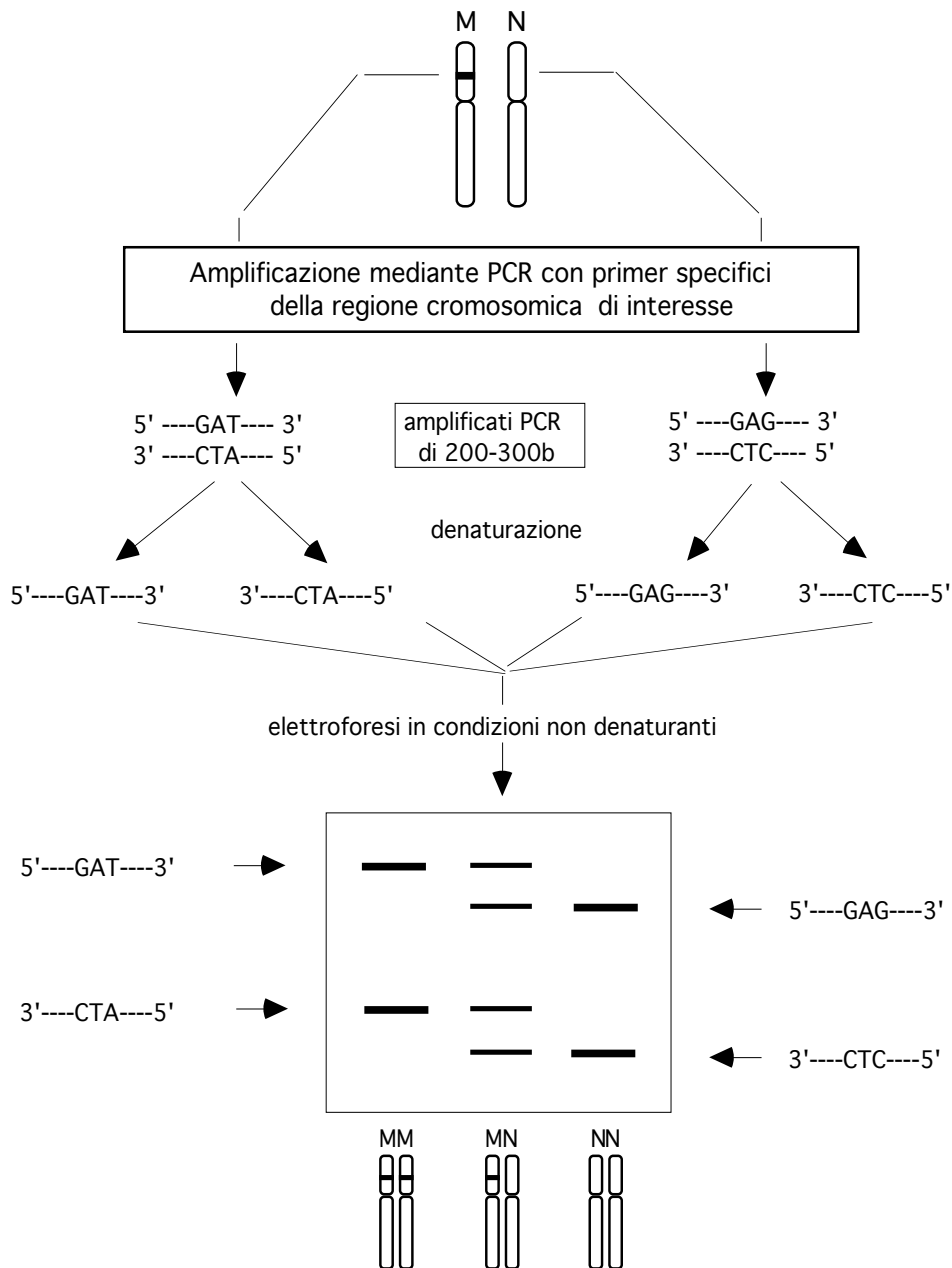 M N
Amplificazione mediante PCR con primer specifici
della regione cromosomica di interesse
5' ----GAT---- 3'
3' ----CTA---- 5'
amplificati PCR
di 200-300b
5' ----GAG---- 3'
3' ----CTC---- 5'
denaturazione
5'----GAT----3'
3'----CTA----5'
5'----GAG----3'
3'----CTC----5'
elettroforesi in condizioni non denaturanti
5'----GAT----3'
5'----GAG----3'
3'----CTA----5'
3'----CTC----5'
MM MN NN